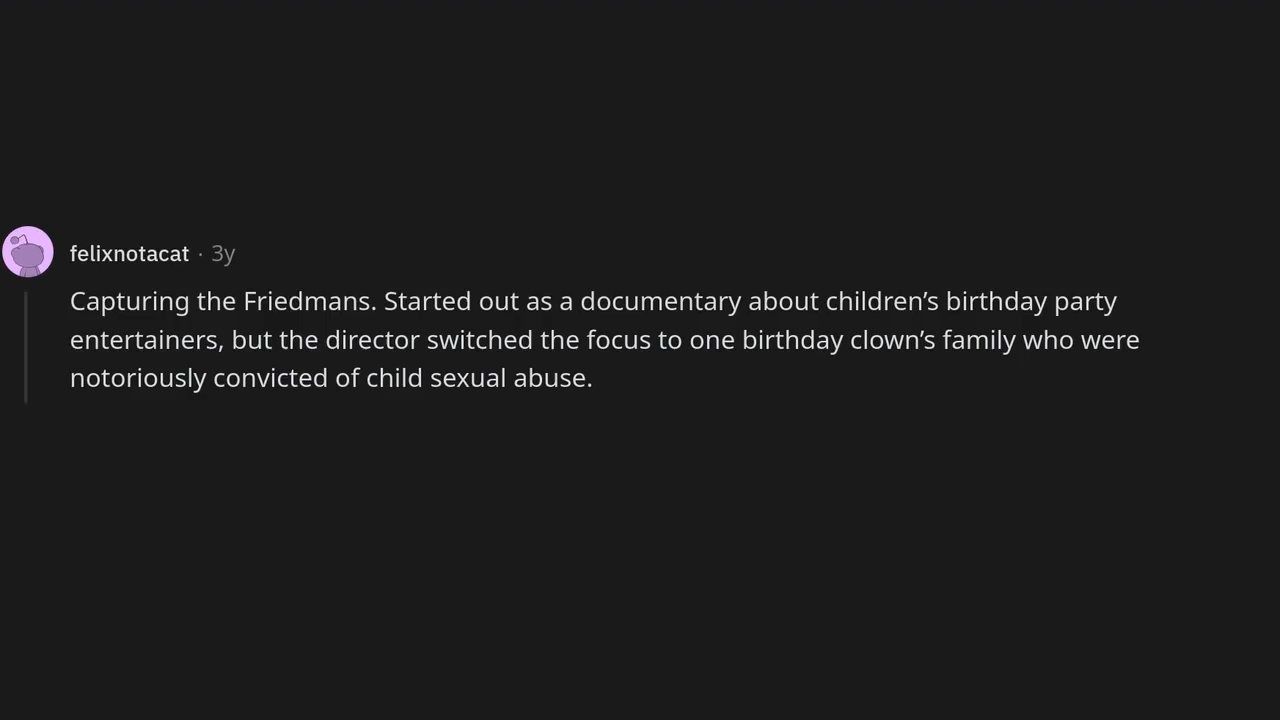 felixnotacat · 3y
Capturing the Friedmans. Started out as a documentary about children’s birthday party
entertainers, but the director switched the focus to one birthday clown’s family who were
notoriously convicted of child sexual abuse.